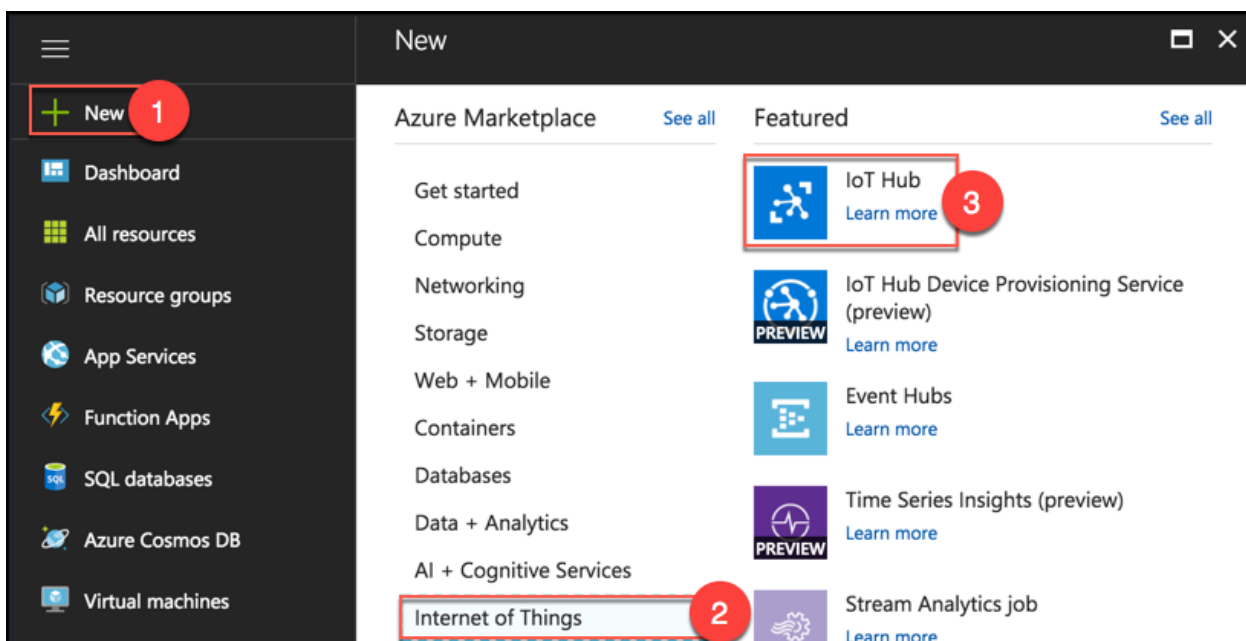 New
1
Dashboard
All resources
Resource groups
App Services
Function Apps
SQL
SQL databases
Azure Cosmos DB
Virtual machines
New
Azure Marketplace
See all
Get started
Compute
Networking
Storage
Web + Mobile
Containers
Databases
Data + Analytics
AI + Cognitive Services
Internet of Things
2
Featured
See all
IoT Hub
Learn more
3
IoT Hub Device Provisioning Service
(preview)
PREVIEW
Learn more
Event Hubs
Learn more
Time Series Insights (preview)
PREVIEW
Learn more
Stream Analytics job
Learn more